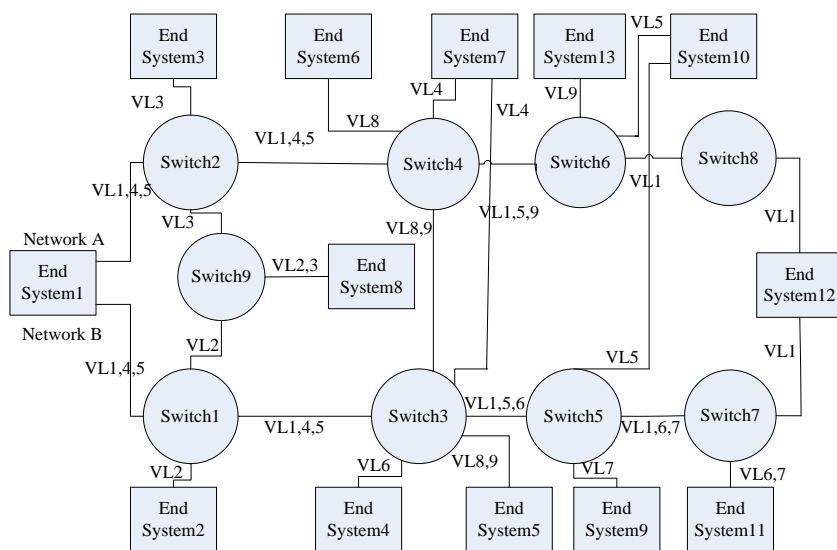 End
System3
End
System6
End
System7
End
System13
End
System10
VL5
VL3
VL8
VL4
VL4
VL9
Switch2
VL1,4,5
Switch4
Switch6
Switch8
VL1,4,5
VL3
VL8,9
VL1,5,9
VL1
VL1
Network A
End
System1
Switch9
VL2,3
End
System8
End
System12
Network B
VL2
VL5
VL1
VL1,4,5
Switch1
VL1,4,5
Switch3
VL1,5,6
Switch5
VL1,6,7
Switch7
VL2
VL6
VL8,9
VL7
VL6,7
End
System2
End
System4
End
System5
End
System9
End
System11